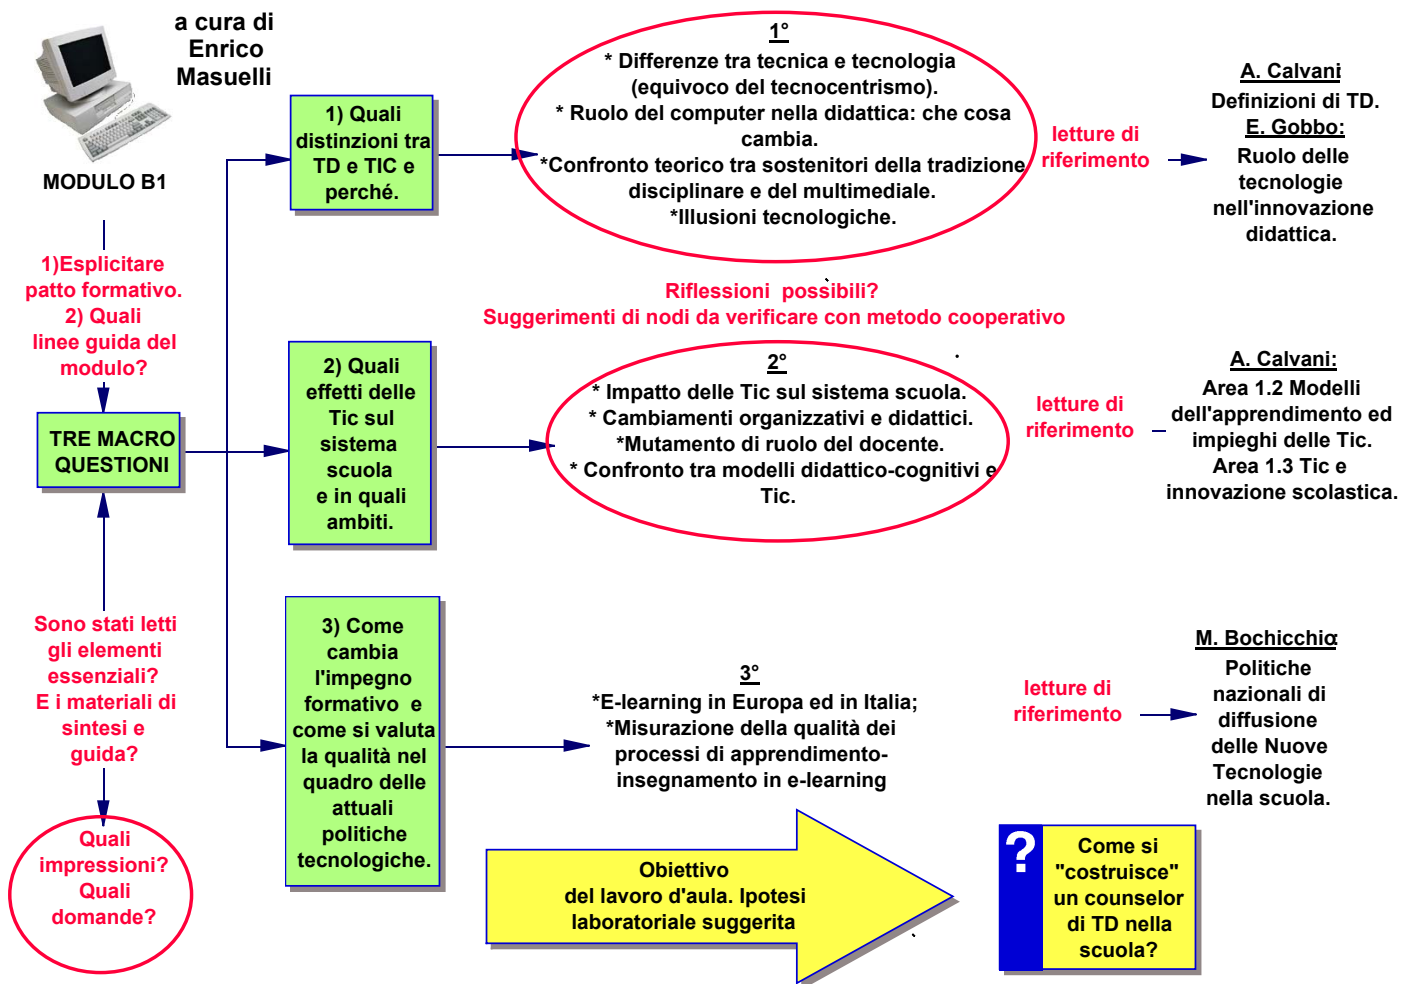 a cura di
Enrico
Masuelli
MODULO B1
1)Esplicitare
patto formativo.
2) Quali
linee guida del
modulo?
TRE MACRO
QUESTIONI
Sono stati letti
gli elementi
essenziali?
E i materiali di
sintesi e
guida?
Quali
impressioni?
Quali
domande?
1) Quali
distinzioni tra
TD e TIC e
perché.
1°
* Differenze tra tecnica e tecnologia
(equivoco del tecnocentrismo).
* Ruolo del computer nella didattica: che cosa
cambia.
*Confronto teorico tra sostenitori della tradizione
disciplinare e del multimediale.
*Illusioni tecnologiche.
letture di
riferimento
A. Calvani:
Definizioni di TD.
E. Gobbo:
Ruolo delle
tecnologie
nell'innovazione
didattica.
Riflessioni possibili?
Suggerimenti di nodi da verificare con metodo cooperativo
2) Quali
effetti delle
Tic sul
sistema
scuola
e in quali
ambiti.
2°
* Impatto delle Tic sul sistema scuola.
* Cambiamenti organizzativi e didattici.
*Mutamento di ruolo del docente.
* Confronto tra modelli didattico-cognitivi e
Tic.
letture di
riferimento
A. Calvani:
Area 1.2 Modelli
dell'apprendimento ed
impieghi delle Tic.
Area 1.3 Tic e
innovazione scolastica.
3) Come
cambia
l'impegno
formativo e
come si valuta
la qualità nel
quadro delle
attuali
politiche
tecnologiche.
3°
*E-learning in Europa ed in Italia;
*Misurazione della qualità dei
processi di apprendimento-
insegnamento in e-learning
letture di
riferimento
M. Bochicchio:
Politiche
nazionali di
diffusione
delle Nuove
Tecnologie
nella scuola.
Obiettivo
del lavoro d'aula. Ipotesi
laboratoriale suggerita
?
Come si
"costruisce"
un counselor
di TD nella
scuola?